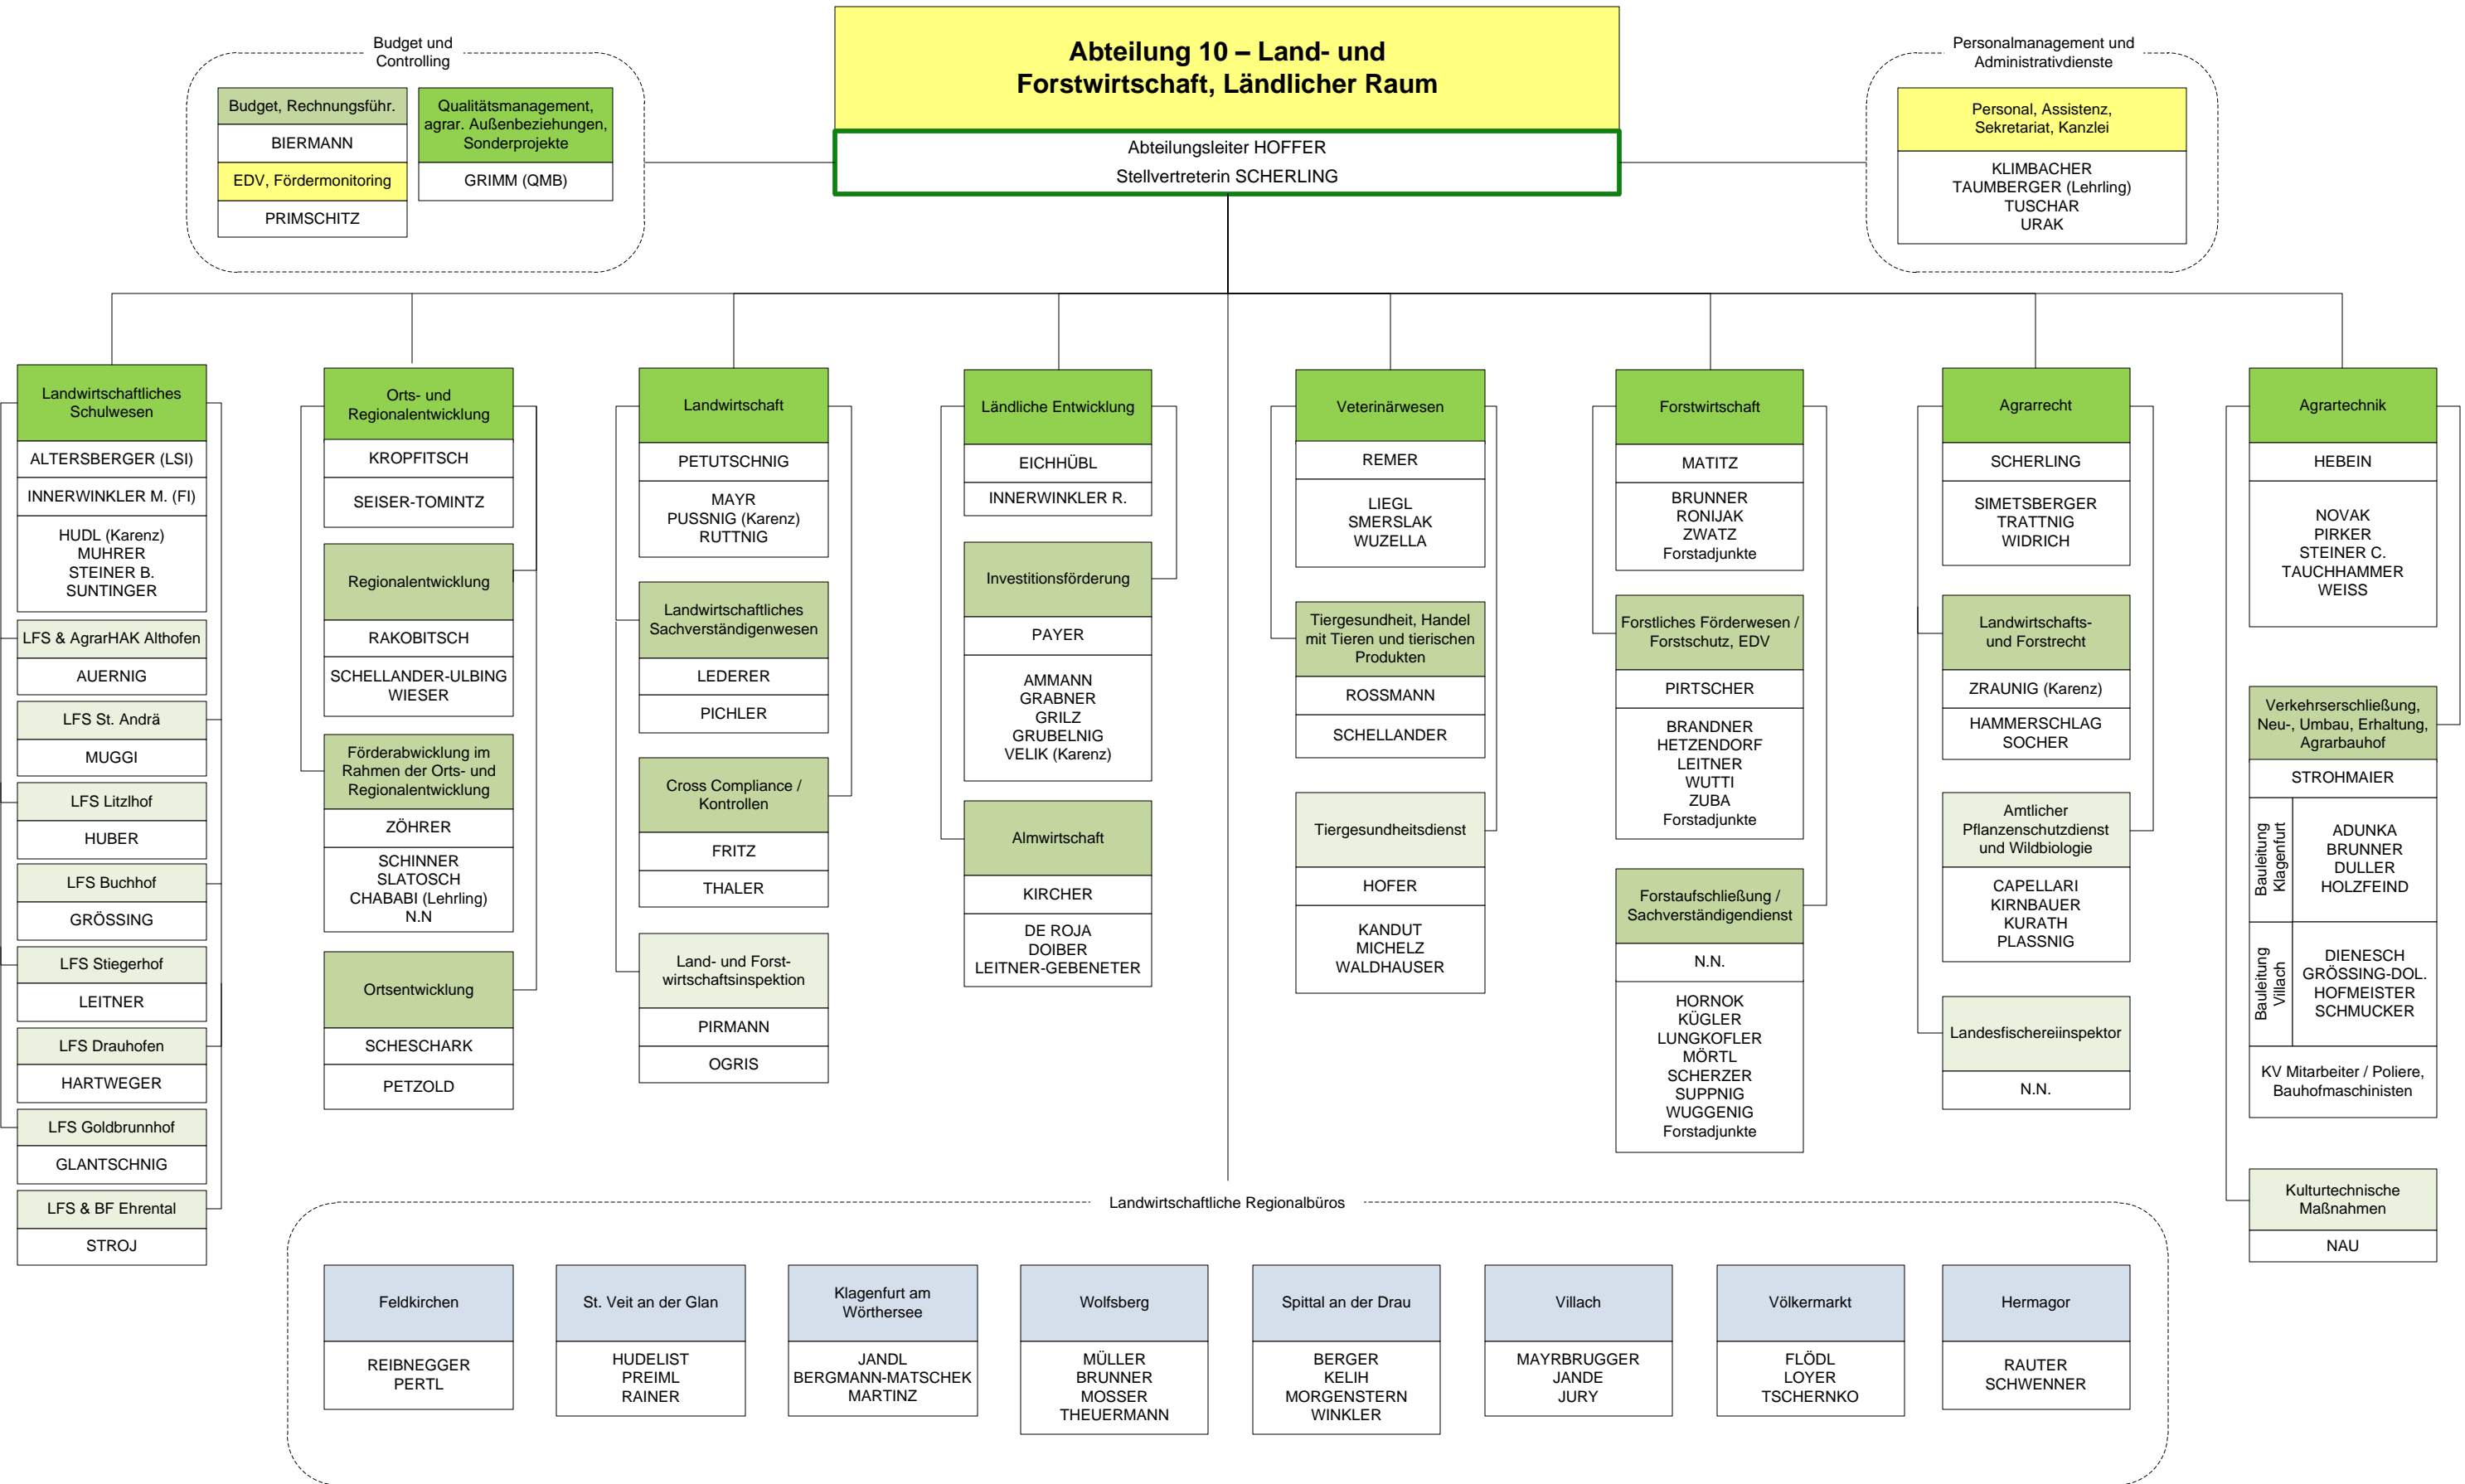 Budget und
Controlling
Budget, Rechnungsführ.
BIERMANN
EDV, Fördermonitoring
PRIMSCHITZ
Qualitätsmanagement,
agrar. Außenbeziehungen,
Sonderprojekte
GRIMM (QMB)
Abteilung 10 – Land- und
Forstwirtschaft, Ländlicher Raum
Abteilungsleiter HOFFER
Stellvertreterin SCHERLING
Personalmanagement und
Administrativdienste
Personal, Assistenz,
Sekretariat, Kanzlei
KLIMBACHER
TAUMBERGER (Lehrling)
TUSCHAR
URAK
Landwirtschaftliches
Schulwesen
ALTERSBERGER (LSI)
INNERWINKLER M. (FI)
HUDL (Karenz)
MUHRER
STEINER B.
SUNTINGER
LFS & AgrarHAK Althofen
AUERNIG
LFS St. Andrä
MUGGI
LFS Litzlhof
HUBER
LFS Buchhof
GRÖSSING
LFS Stiegerhof
LEITNER
LFS Drauhofen
HARTWEGER
LFS Goldbrunnhof
GLANTSCHNIG
LFS & BF Ehrental
STROJ
Orts- und
Regionalentwicklung
KROPFITSCH
SEISER-TOMINTZ
Regionalentwicklung
RAKOBITSCH
SCHELLANDER-ULBING
WIESER
Förderabwicklung im
Rahmen der Orts- und
Regionalentwicklung
ZÖHRER
SCHINNER
SLATOSCH
CHABABI (Lehrling)
N.N
Ortsentwicklung
SCHESCHARK
PETZOLD
Landwirtschaft
PETUTSCHNIG
MAYR
PUSSNIG (Karenz)
RUTTNIG
Landwirtschaftliches
Sachverständigenwesen
LEDERER
PICHLER
Cross Compliance /
Kontrollen
FRITZ
THALER
Land- und Forst-
wirtschaftsinspektion
PIRMANN
OGRIS
Ländliche Entwicklung
EICHHÜBL
INNERWINKLER R.
Investitionsförderung
PAYER
AMMANN
GRABNER
GRILZ
GRUBELNIG
VELIK (Karenz)
Almwirtschaft
KIRCHER
DE ROJA
DOIBER
LEITNER-GEBENETER
Veterinärwesen
REMER
LIEGL
SMERSLAK
WUZELLA
Tiergesundheit, Handel
mit Tieren und tierischen
Produkten
ROSSMANN
SCHELLANDER
Tiergesundheitsdienst
HOFER
KANDUT
MICHELZ
WALDHAUSER
Forstwirtschaft
MATITZ
BRUNNER
RONIJAK
ZWATZ
Forstadjunkte
Forstliches Förderwesen /
Forstschutz, EDV
PIRTSCHER
BRANDNER
HETZENDORF
LEITNER
WUTTI
ZUBA
Forstadjunkte
Forstaufschließung /
Sachverständigendienst
N.N.
HORNOK
KÜGLER
LUNGKOFLER
MÖRTL
SCHERZER
SUPPNIG
WUGGENIG
Forstadjunkte
Agrarrecht
SCHERLING
SIMETSBERGER
TRATTNIG
WIDRICH
Landwirtschafts-
und Forstrecht
ZRAUNIG (Karenz)
HAMMERSCHLAG
SOCHER
Amtlicher
Pflanzenschutzdienst
und Wildbiologie
CAPELLARI
KIRNBAUER
KURATH
PLASSNIG
Landesfischereiinspektor
N.N.
Agrartechnik
HEBEIN
NOVAK
PIRKER
STEINER C.
TAUCHHAMMER
WEISS
Verkehrserschließung,
Neu-, Umbau, Erhaltung,
Agrarbauhof
STROHMAIER
Bauleitung
Klagenfurt
ADUNKA
BRUNNER
DULLER
HOLZFEIND
Bauleitung
Villach
DIENESCH
GRÖSSING-DOL.
HOFMEISTER
SCHMUCKER
KV Mitarbeiter / Poliere,
Bauhofmaschinisten
Kulturtechnische
Maßnahmen
NAU
Landwirtschaftliche Regionalbüros
Feldkirchen
REIBNEGGER
PERTL
St. Veit an der Glan
HUDELIST
PREIML
RAINER
Klagenfurt am
Wörthersee
JANDL
BERGMANN-MATSCHEK
MARTINZ
Wolfsberg
MÜLLER
BRUNNER
MOSSER
THEUERMANN
Spittal an der Drau
BERGER
KELIH
MORGENSTERN
WINKLER
Villach
MAYRBRUGGER
JANDE
JURY
Völkermarkt
FLÖDL
LOYER
TSCHERNKO
Hermagor
RAUTER
SCHWENNER